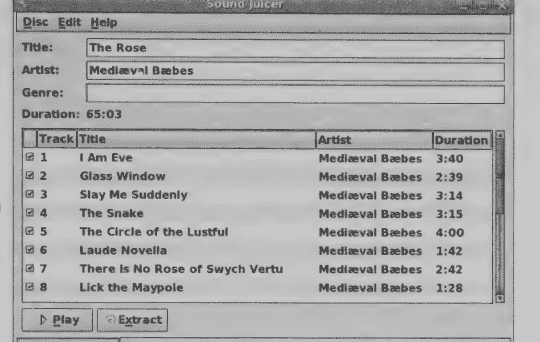 Sound Juicer
Disc Edit Help
Title: The Rose
Artist: Mediæval Bæbes
Genre:
Duration: 65:03
Track Title Artist Duration
1 I Am Eve Mediæval Bæbes 3:40
2 Glass Window Mediæval Bæbes 2:39
3 Slay Me Suddenly Mediæval Bæbes 3:14
4 The Snake Mediæval Bæbes 3:15
5 The Circle of the Lustful Mediæval Bæbes 4:00
6 Laude Novella Mediæval Bæbes 1:42
7 There Is No Rose of Swych Vertu Mediæval Bæbes 2:42
8 Lick the Maypole Mediæval Bæbes 1:28
Play Extract